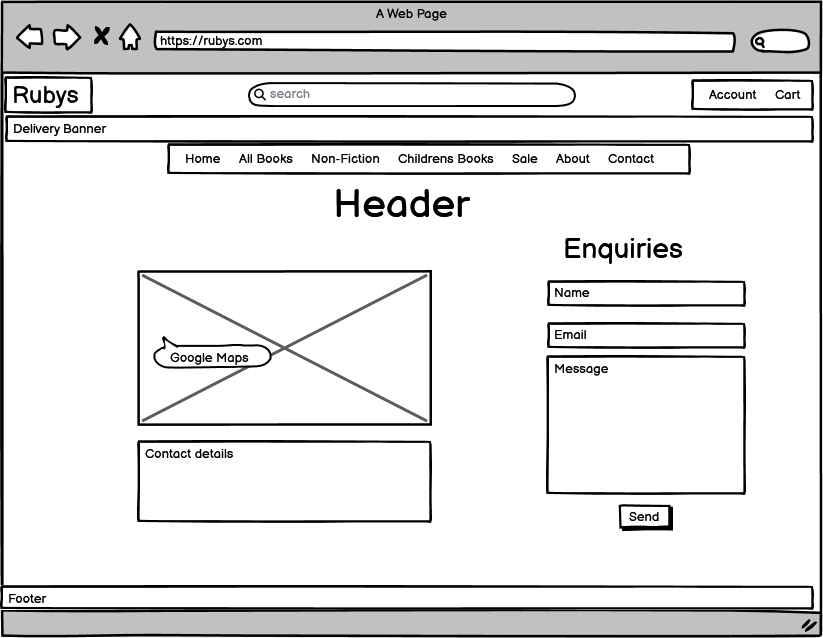 A Web Page
https://rubys.com
Rubys
search
Account Cart
Delivery Banner
Home All Books Non-Fiction Childrens Books Sale About Contact
Header
Enquiries
Name
Email
Google Maps
Message
Contact details
Send
Footer